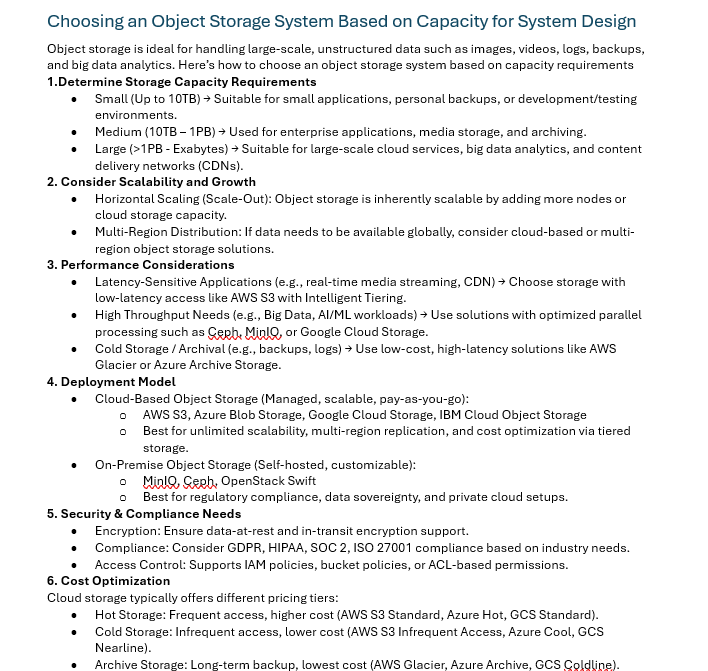 Choosing an Object Storage System Based on Capacity for System Design
Object storage is ideal for handling large-scale, unstructured data such as images, videos, logs, backups,
and big data analytics. Here's how to choose an object storage system based on capacity requirements
1.Determine Storage Capacity Requirements
• Small (Up to 10TB) → Suitable for small applications, personal backups, or development/testing
environments.
• Medium (10TB – 1PB) → Used for enterprise applications, media storage, and archiving.
• Large (>1PB - Exabytes) → Suitable for large-scale cloud services, big data analytics, and content
delivery networks (CDNs).
2. Consider Scalability and Growth
• Horizontal Scaling (Scale-Out): Object storage is inherently scalable by adding more nodes or
cloud storage capacity.
• Multi-Region Distribution: If data needs to be available globally, consider cloud-based or multi-
region object storage solutions.
3. Performance Considerations
• Latency-Sensitive Applications (e.g., real-time media streaming, CDN) → Choose storage with
low-latency access like AWS S3 with Intelligent Tiering.
• High Throughput Needs (e.g., Big Data, AI/ML workloads) → Use solutions with optimized parallel
processing such as Ceph, MinIO, or Google Cloud Storage.
• Cold Storage / Archival (e.g., backups, logs) → Use low-cost, high-latency solutions like AWS
Glacier or Azure Archive Storage.
4. Deployment Model
• Cloud-Based Object Storage (Managed, scalable, pay-as-you-go):
o AWS S3, Azure Blob Storage, Google Cloud Storage, IBM Cloud Object Storage
o Best for unlimited scalability, multi-region replication, and cost optimization via tiered
storage.
• On-Premise Object Storage (Self-hosted, customizable):
o MinIO, Ceph, OpenStack Swift
o Best for regulatory compliance, data sovereignty, and private cloud setups.
5. Security & Compliance Needs
• Encryption: Ensure data-at-rest and in-transit encryption support.
• Compliance: Consider GDPR, HIPAA, SOC 2, ISO 27001 compliance based on industry needs.
• Access Control: Supports IAM policies, bucket policies, or ACL-based permissions.
6. Cost Optimization
Cloud storage typically offers different pricing tiers:
• Hot Storage: Frequent access, higher cost (AWS S3 Standard, Azure Hot, GCS Standard).
• Cold Storage: Infrequent access, lower cost (AWS S3 Infrequent Access, Azure Cool, GCS
Nearline).
• Archive Storage: Long-term backup, lowest cost (AWS Glacier, Azure Archive, GCS Coldline).